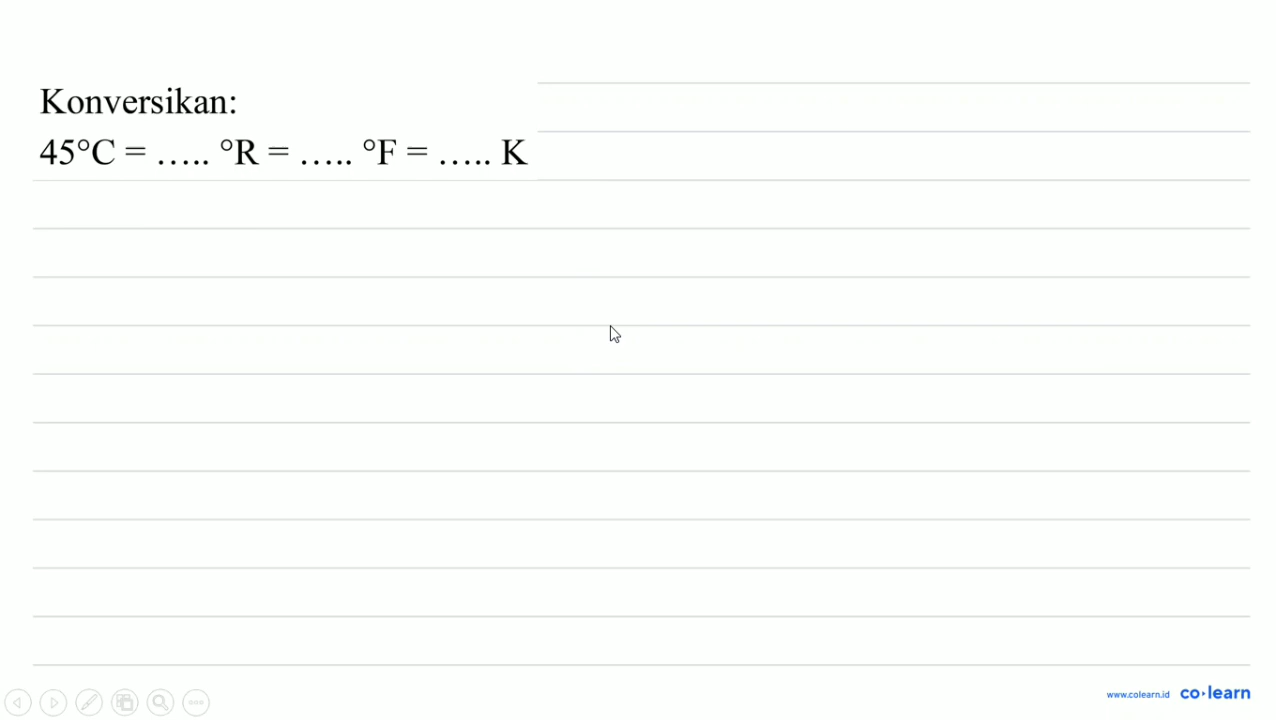 Konversikan:
45°C = ….. °R = ….. °F = ….. K
www.colearn.id co·learn